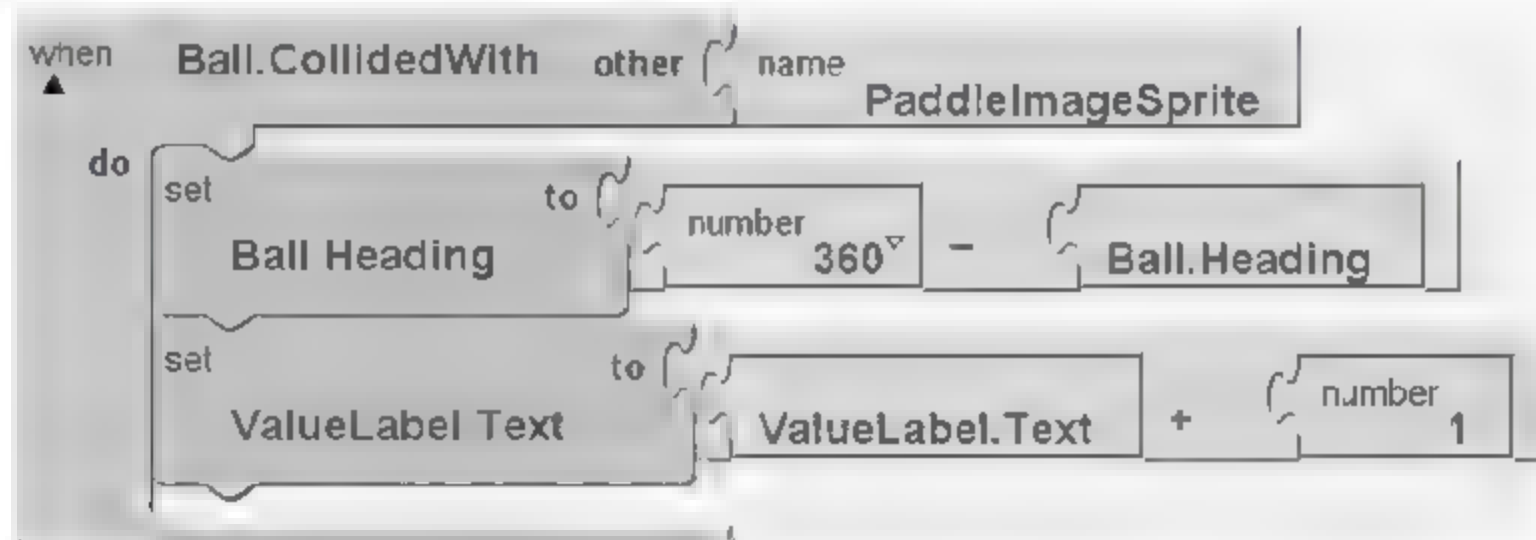 when Ball.CollidedWith other name
PaddleImageSprite
do
set to number
360 - Ball.Heading
Ball Heading
set to number
ValueLabel Text ValueLabel.Text + 1